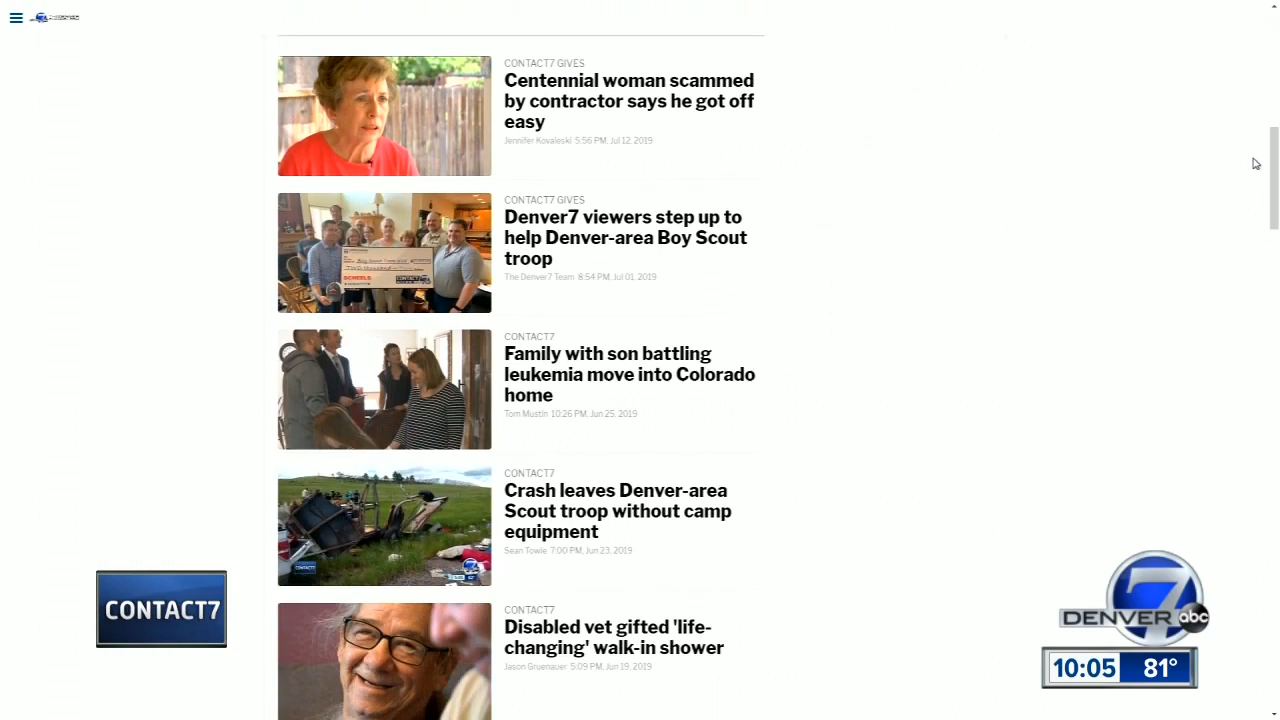 CONTACT7 GIVES
Centennial woman scammed
by contractor says he got off
easy
Jennifer Kovaleski 5:56 PM, Jul 12, 2019
CONTACT7 GIVES
Denver7 viewers step up to
help Denver-area Boy Scout
troop
The Denver7 Team 8:54 PM, Jul 01, 2019
CONTACT7
Family with son battling
leukemia move into Colorado
home
Tom Mustin 10:26 PM, Jun 25, 2019
CONTACT7
Crash leaves Denver-area
Scout troop without camp
equipment
Sean Towle 7:00 PM, Jun 23, 2019
CONTACT7
Disabled vet gifted 'life-
changing' walk-in shower
Jason Gruenauer 5:09 PM, Jun 19, 2019
CONTACT7
DENVER 7 abc
10:05 81°